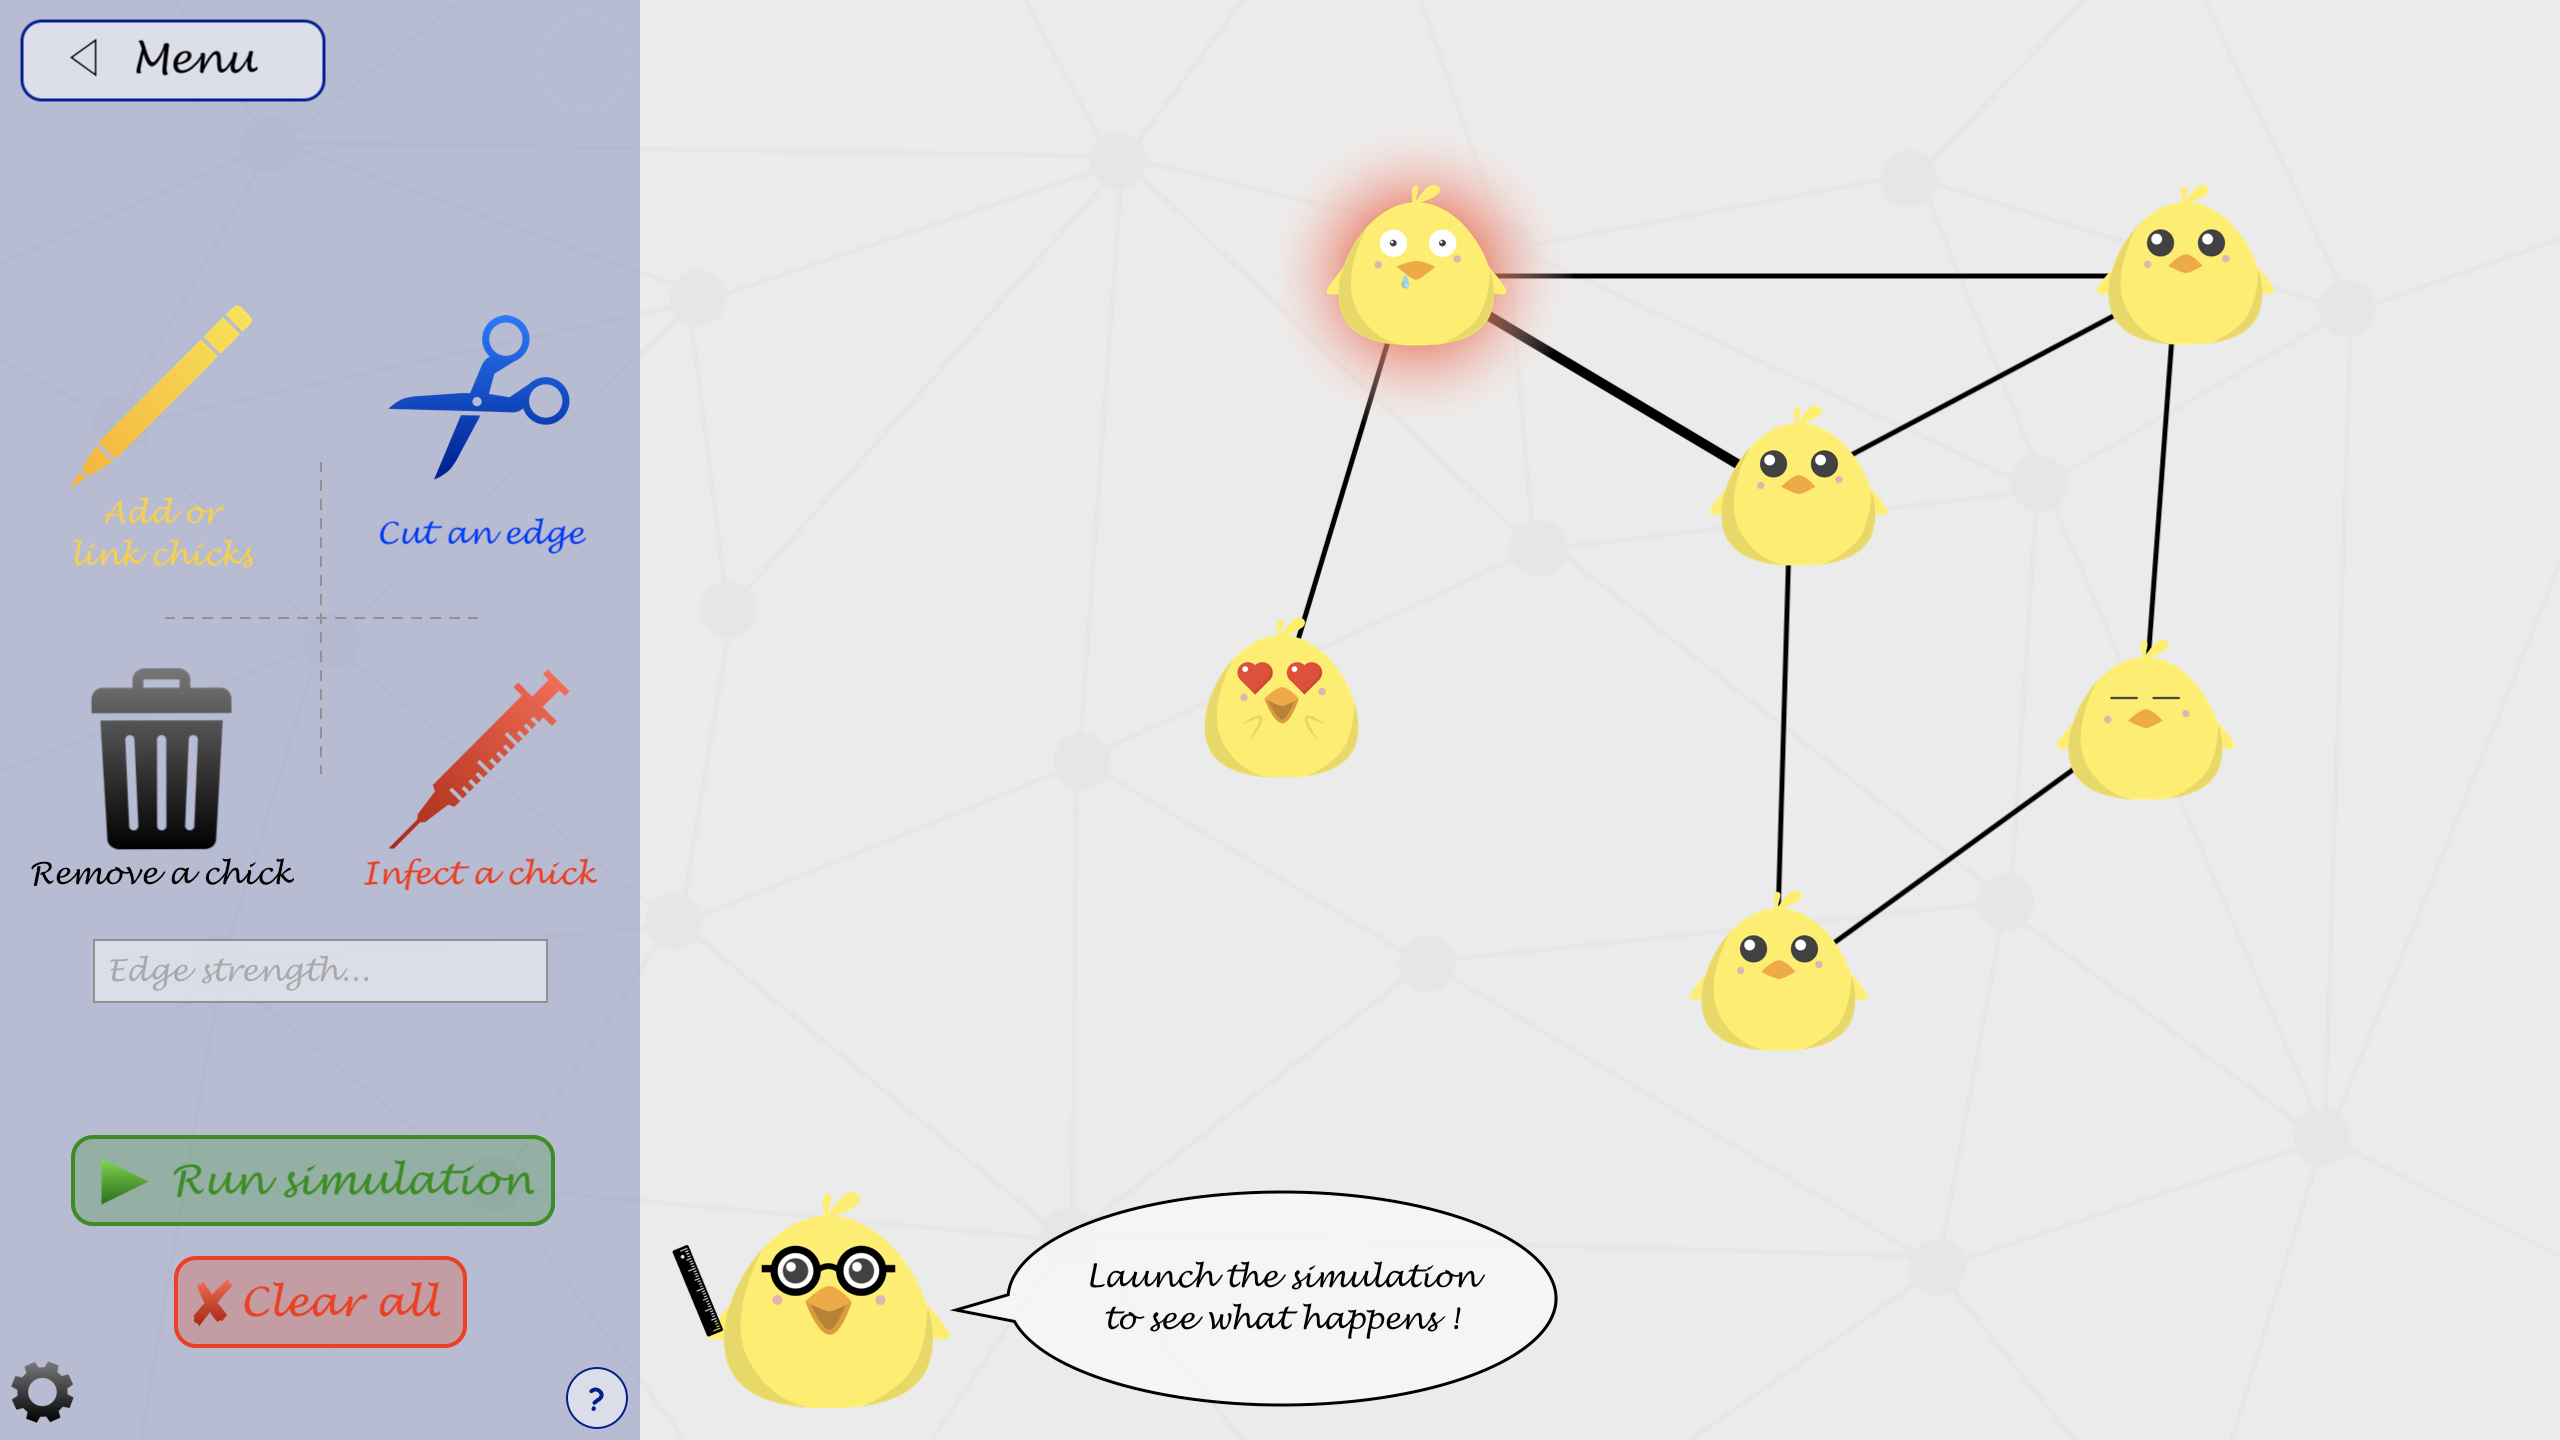 Menu
Add or
link chicks
Cut an edge
Remove a chick
Infect a chick
Edge strength...
Run simulation
Clear all
?
Launch the simulation
to see what happens !